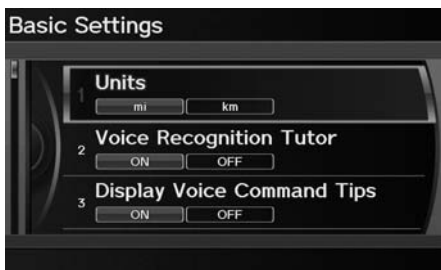 Basic Settings
1 Units
mi km
2 Voice Recognition Tutor
ON OFF
3 Display Voice Command Tips
ON OFF